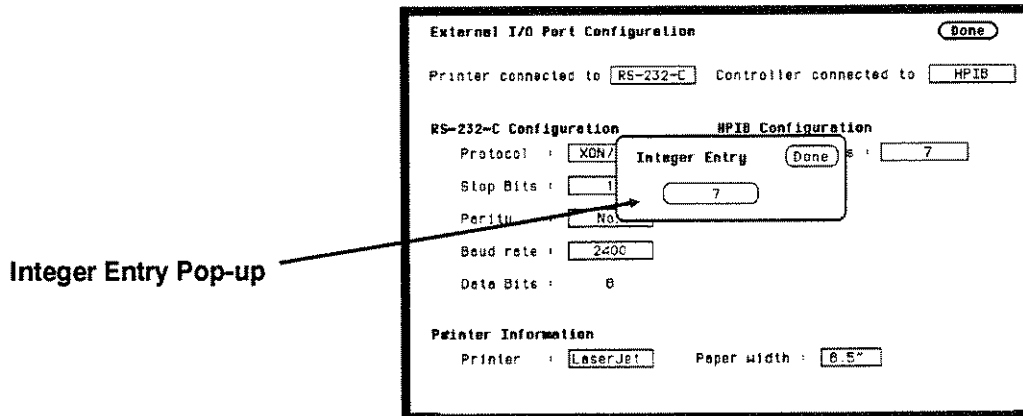 External I/O Port Configuration Done
Printer connected to RS-232-C Controller connected to HPIB
RS-232-C Configuration HPIB Configuration
Protocol : XON/ s : 7
Integer Entry Done
Stop Bits : 1 7
Parity No
Baud rate : 2400
Integer Entry Pop-up
Data Bits : 8
Printer Information
Printer : LaserJet Paper width : 8.5"